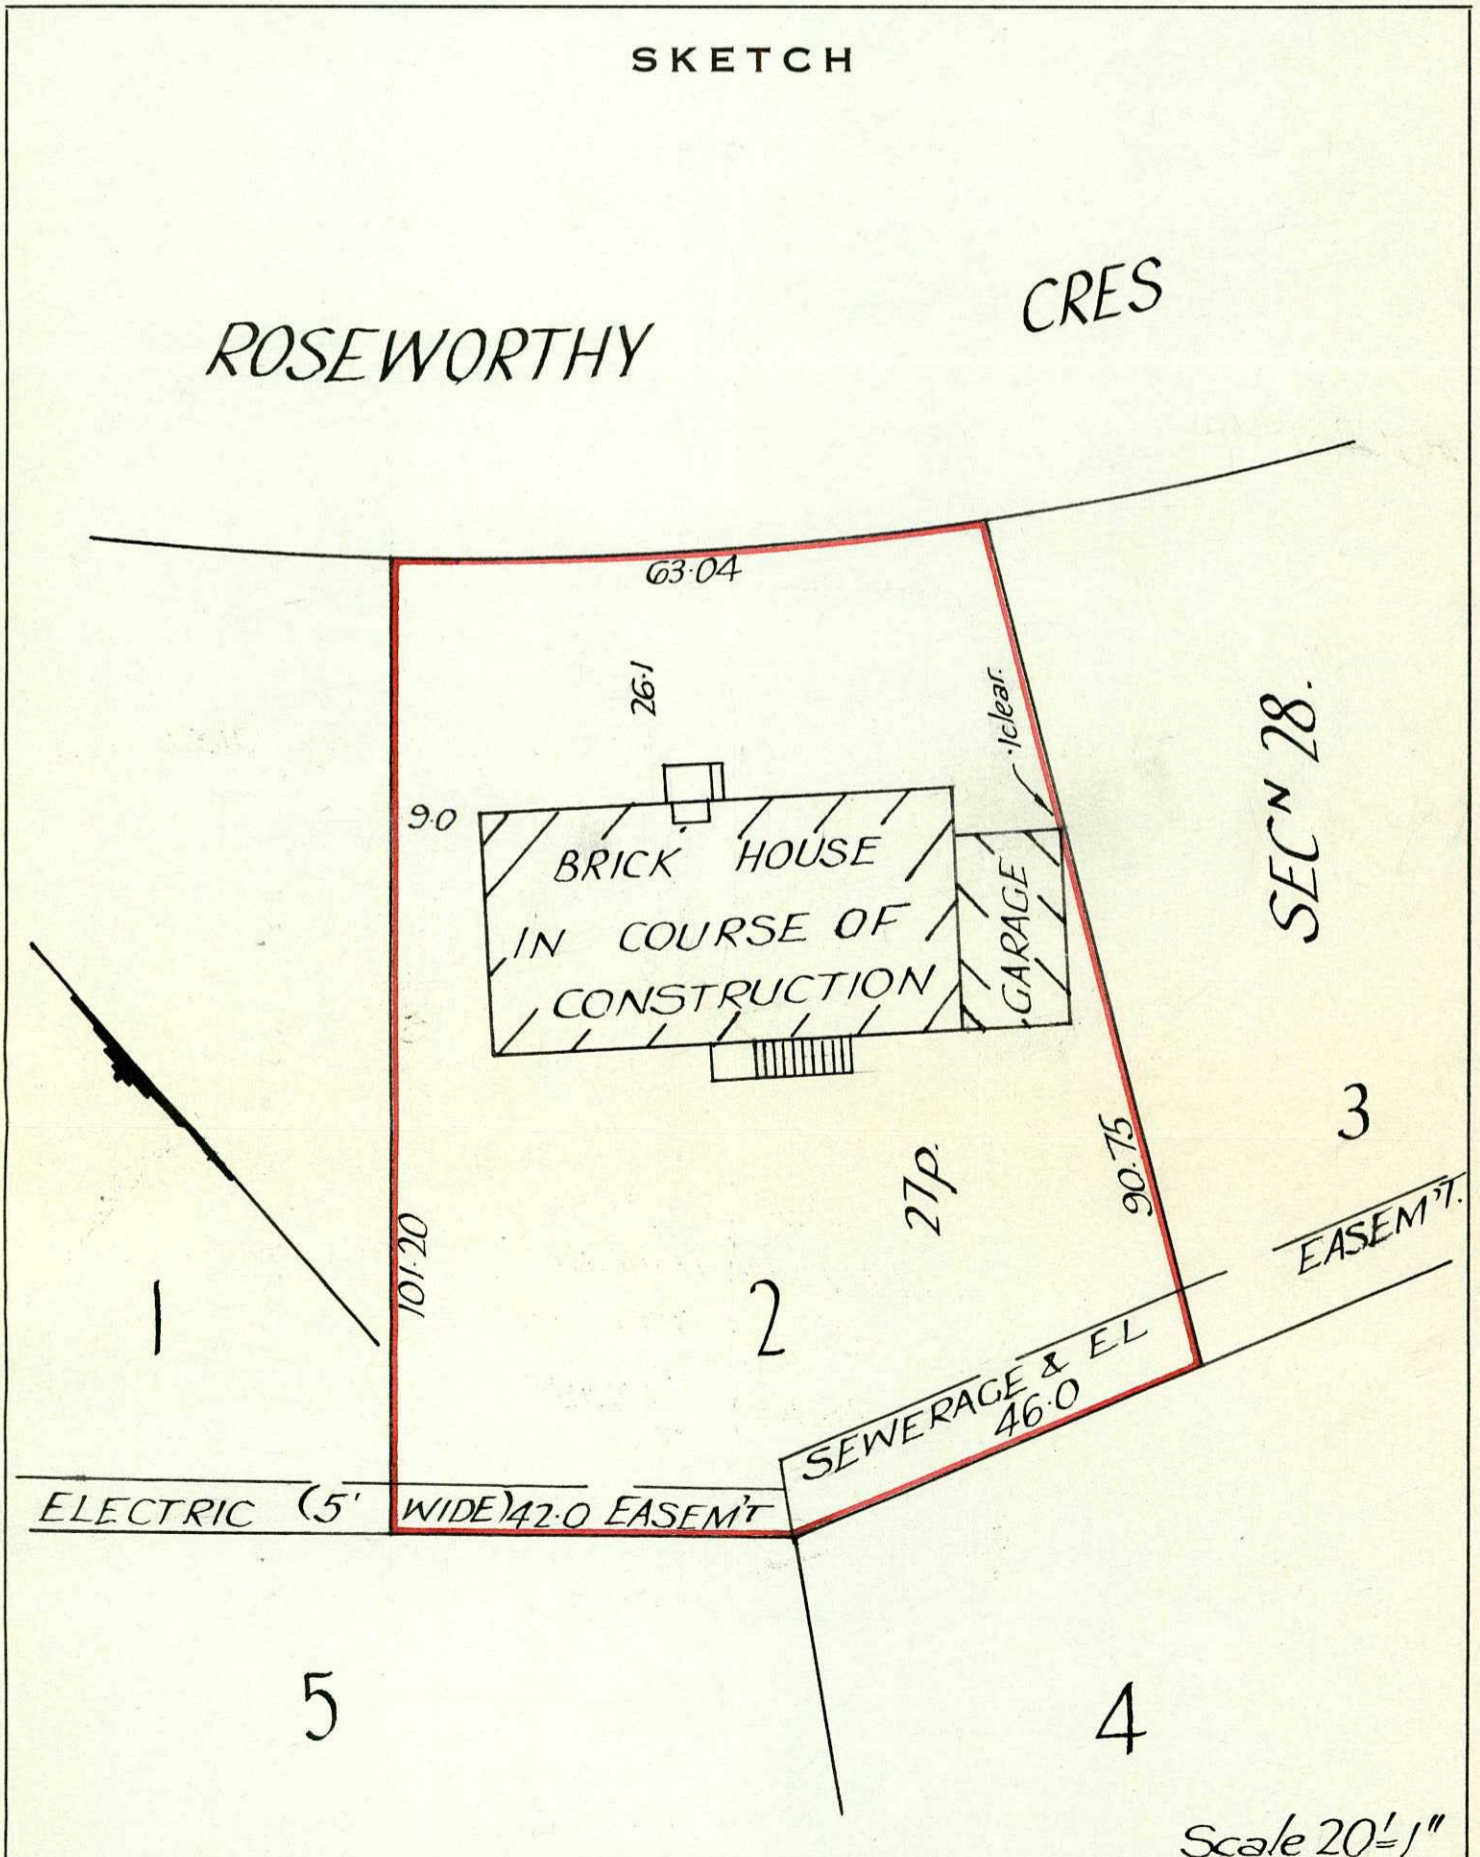 SKETCH
ROSEWORTHY CRES
63·04
26·1
·1clear.
9·0
BRICK HOUSE
IN COURSE OF
CONSTRUCTION
GARAGE
SECN 28.
101·20
27p.
90·75
1
2
3
EASEM'T.
SEWERAGE & E.L
46·0
ELECTRIC (5' WIDE) 42·0 EASEM'T
5
4
Scale 20'=1"